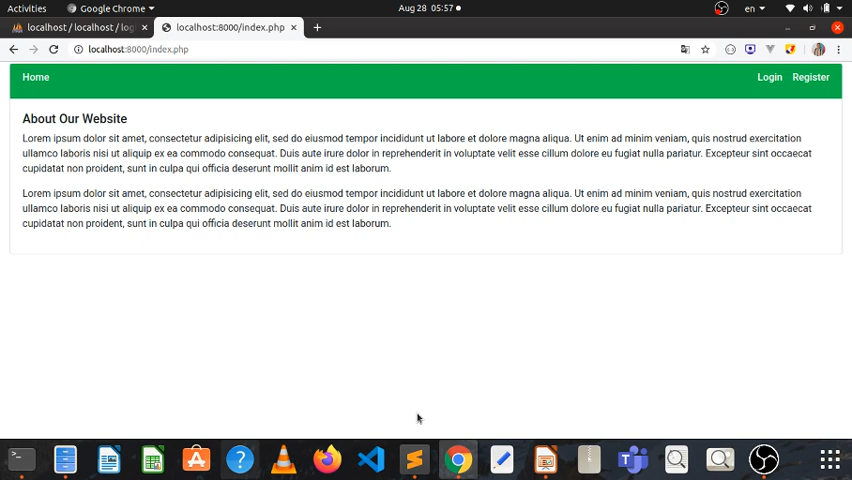 Activities Google Chrome Aug 28 05:57 en
localhost / localhost / log localhost:8000/index.php
localhost:8000/index.php
Home Login Register
About Our Website
Lorem ipsum dolor sit amet, consectetur adipisicing elit, sed do eiusmod tempor incididunt ut labore et dolore magna aliqua. Ut enim ad minim veniam, quis nostrud exercitation
ullamco laboris nisi ut aliquip ex ea commodo consequat. Duis aute irure dolor in reprehenderit in voluptate velit esse cillum dolore eu fugiat nulla pariatur. Excepteur sint occaecat
cupidatat non proident, sunt in culpa qui officia deserunt mollit anim id est laborum.
Lorem ipsum dolor sit amet, consectetur adipisicing elit, sed do eiusmod tempor incididunt ut labore et dolore magna aliqua. Ut enim ad minim veniam, quis nostrud exercitation
ullamco laboris nisi ut aliquip ex ea commodo consequat. Duis aute irure dolor in reprehenderit in voluptate velit esse cillum dolore eu fugiat nulla pariatur. Excepteur sint occaecat
cupidatat non proident, sunt in culpa qui officia deserunt mollit anim id est laborum.